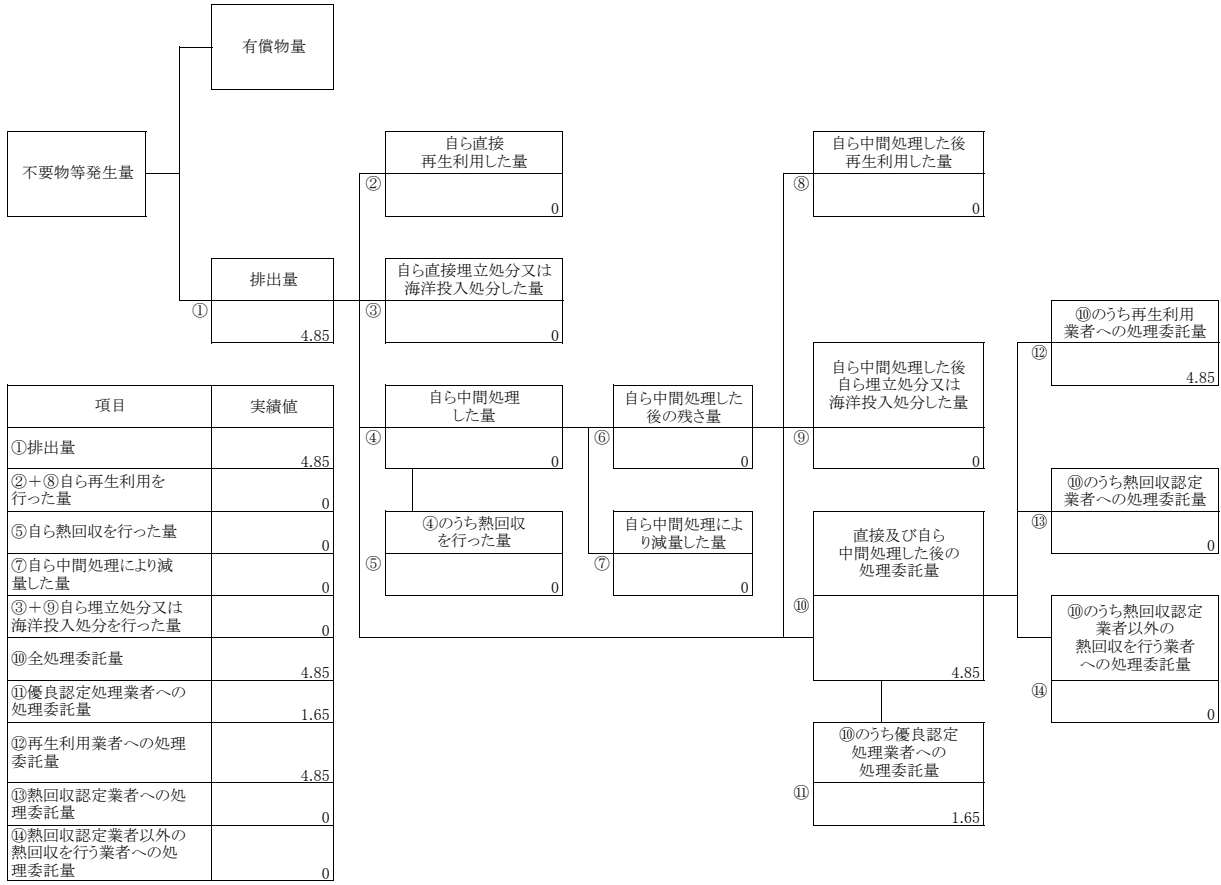 有償物量
不要物等発生量
自ら直接
再生利用した量
②
0
自ら中間処理した後
再生利用した量
⑧
0
排出量
①
4.85
自ら直接埋立処分又は
海洋投入処分した量
③
0
自ら中間処理
した量
④
0
自ら中間処理した
後の残さ量
⑥
0
自ら中間処理した後
自ら埋立処分又は
海洋投入処分した量
⑨
0
⑩のうち再生利用
業者への処理委託量
⑫
4.85
④のうち熱回収
を行った量
⑤
0
自ら中間処理によ
り減量した量
⑦
0
直接及び自ら
中間処理した後の
処理委託量
⑩
4.85
⑩のうち熱回収認定
業者への処理委託量
⑬
0
⑩のうち熱回収認定
業者以外の
熱回収を行う業者
への処理委託量
⑭
0
⑩のうち優良認定
処理業者への
処理委託量
⑪
1.65
項目 実績値
①排出量 4.85
②+⑧自ら再生利用を
行った量 0
⑤自ら熱回収を行った量 0
⑦自ら中間処理により減
量した量 0
③+⑨自ら埋立処分又は
海洋投入処分を行った量 0
⑩全処理委託量 4.85
⑪優良認定処理業者への
処理委託量 1.65
⑫再生利用業者への処理
委託量 4.85
⑬熱回収認定業者への処
理委託量 0
⑭熱回収認定業者以外の
熱回収を行う業者への処
理委託量 0